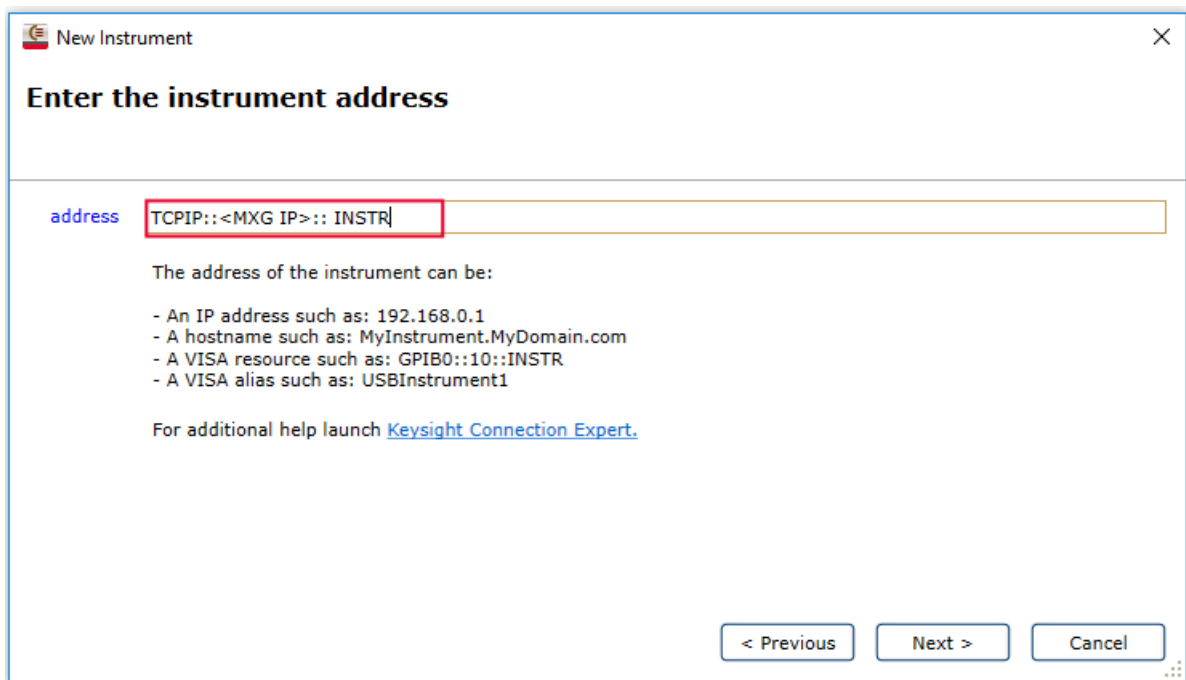 New Instrument
Enter the instrument address
address TCPIP::<MXG IP>:: INSTR
The address of the instrument can be:
- An IP address such as: 192.168.0.1
- A hostname such as: MyInstrument.MyDomain.com
- A VISA resource such as: GPIB0::10::INSTR
- A VISA alias such as: USBInstrument1
For additional help launch Keysight Connection Expert.
< Previous Next > Cancel